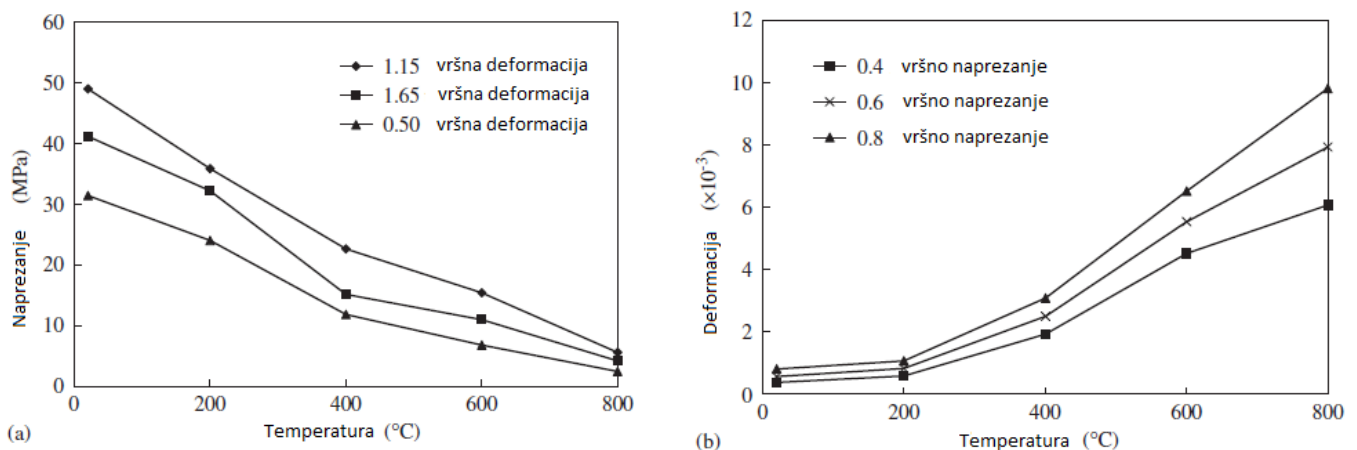 60
50
40
30
20
10
0
Naprezanje (MPa)
1.15 vršna deformacija
1.65 vršna deformacija
0.50 vršna deformacija
0 200 400 600 800
(a) Temperatura (°C)
12
10
8
6
4
2
0
Deformacija (×10⁻³)
0.4 vršno naprezanje
0.6 vršno naprezanje
0.8 vršno naprezanje
0 200 400 600 800
(b) Temperatura (°C)